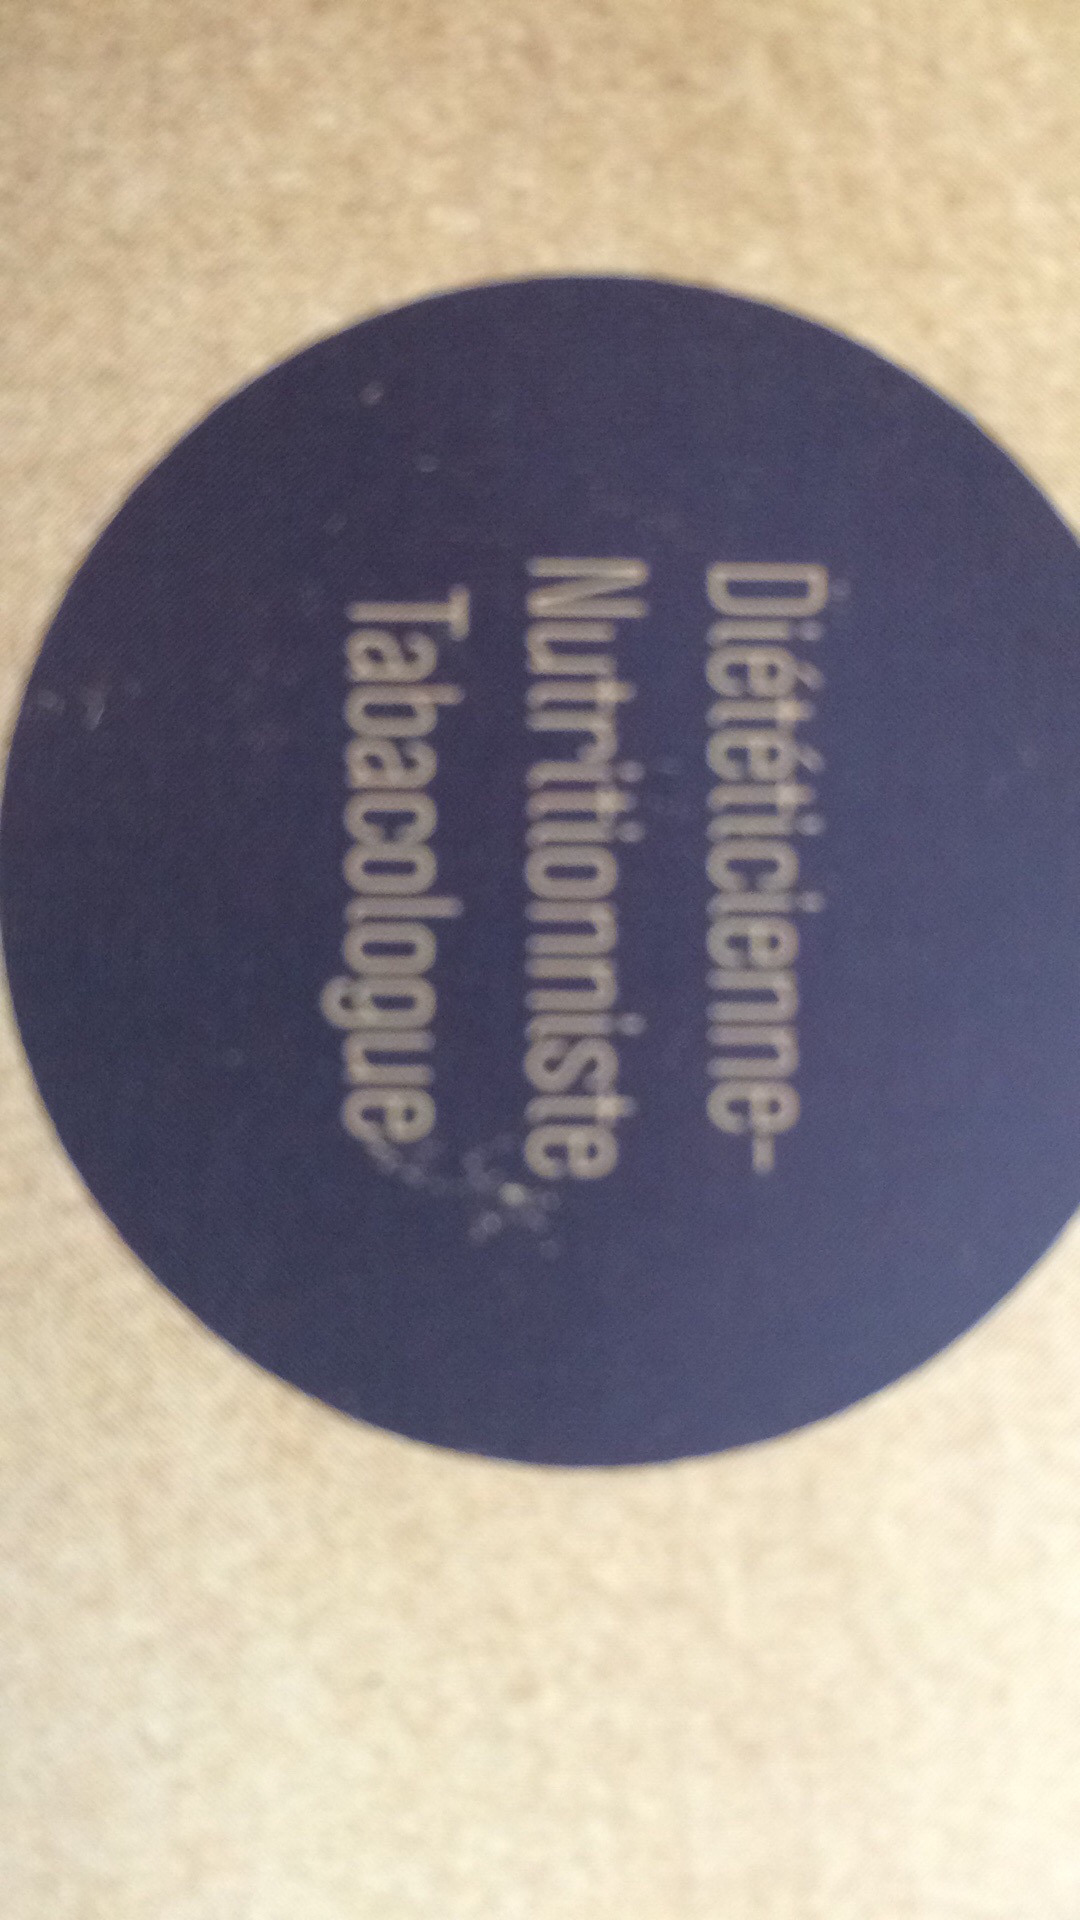 Diététicienne-
Nutritionniste
Tabacologue